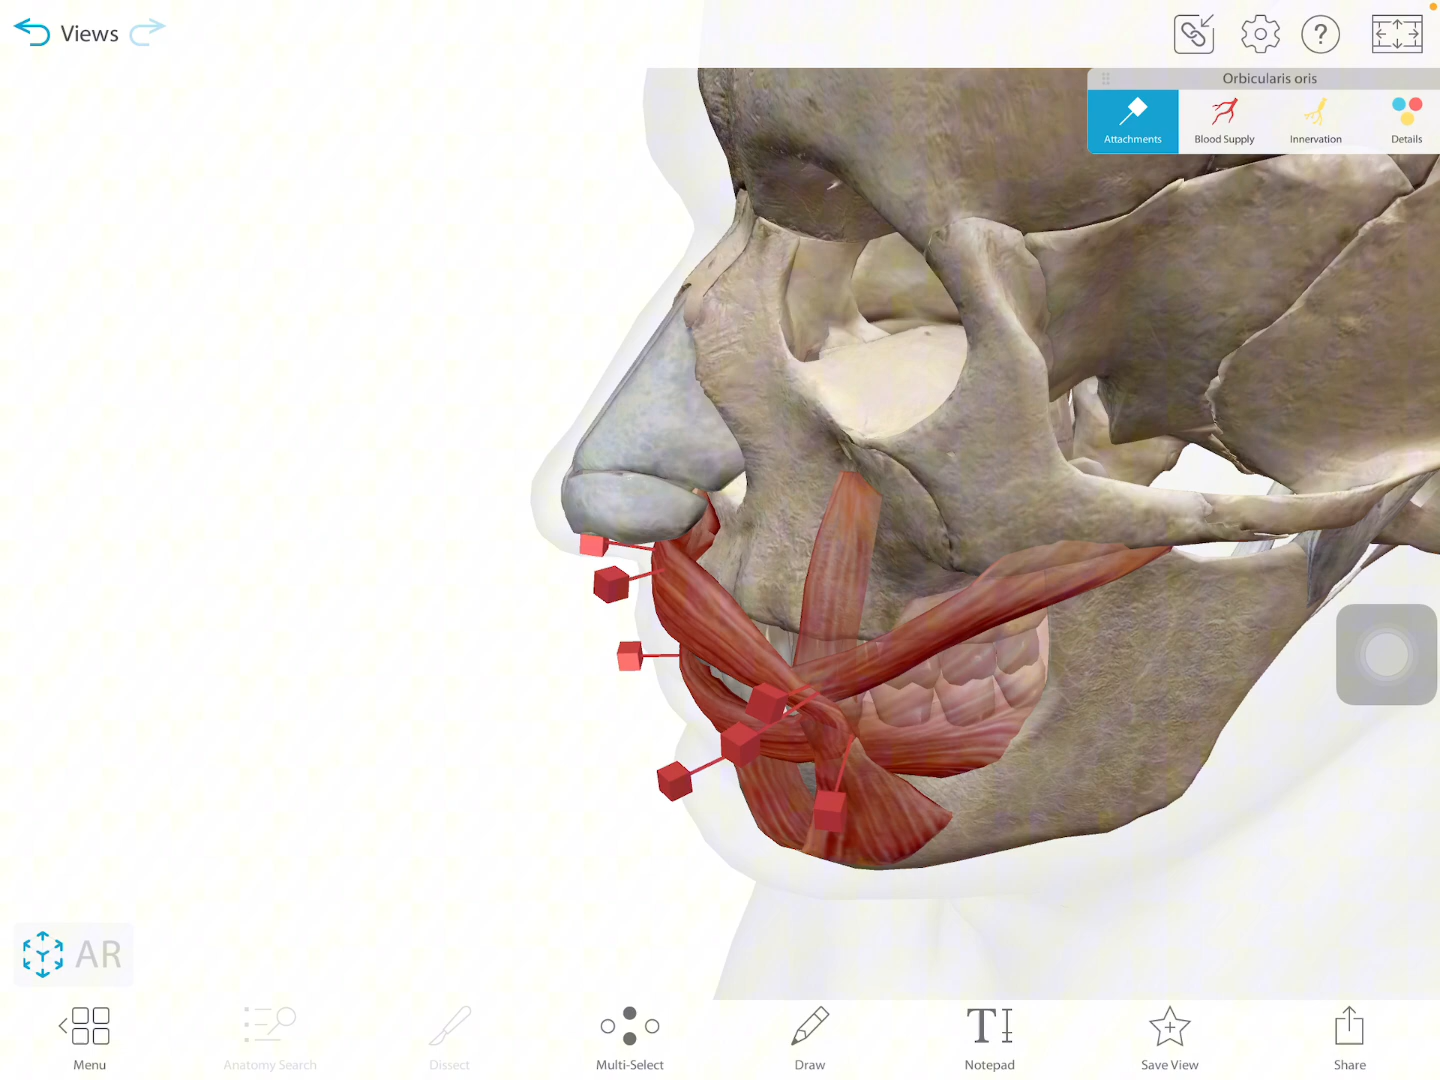 Views
?
Orbicularis oris
Attachments
Blood Supply
Innervation
Details
AR
Menu
Anatomy Search
Dissect
Multi-Select
Draw
Notepad
Save View
Share